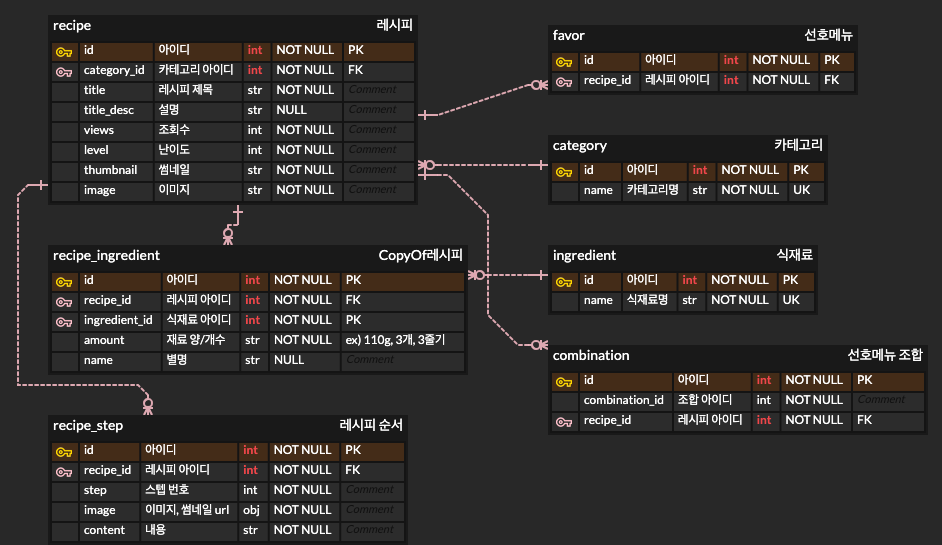 recipe 레시피
id 아이디 int NOT NULL PK
category_id 카테고리 아이디 int NOT NULL FK
title 레시피 제목 str NOT NULL Comment
title_desc 설명 str NULL Comment
views 조회수 int NOT NULL Comment
level 난이도 int NOT NULL Comment
thumbnail 썸네일 str NOT NULL Comment
image 이미지 str NOT NULL Comment
favor 선호메뉴
id 아이디 int NOT NULL PK
recipe_id 레시피 아이디 int NOT NULL FK
category 카테고리
id 아이디 int NOT NULL PK
name 카테고리명 str NOT NULL UK
recipe_ingredient CopyOf레시피
id 아이디 int NOT NULL PK
recipe_id 레시피 아이디 int NOT NULL FK
ingredient_id 식재료 아이디 int NOT NULL PK
amount 재료 양/개수 str NOT NULL ex) 110g, 3개, 3줄기
name 별명 str NULL Comment
ingredient 식재료
id 아이디 int NOT NULL PK
name 식재료명 str NOT NULL UK
combination 선호메뉴 조합
id 아이디 int NOT NULL PK
combination_id 조합 아이디 int NOT NULL Comment
recipe_id 레시피 아이디 int NOT NULL FK
recipe_step 레시피 순서
id 아이디 int NOT NULL PK
recipe_id 레시피 아이디 int NOT NULL FK
step 스텝 번호 int NOT NULL Comment
image 이미지, 썸네일 url obj NOT NULL Comment
content 내용 str NOT NULL Comment